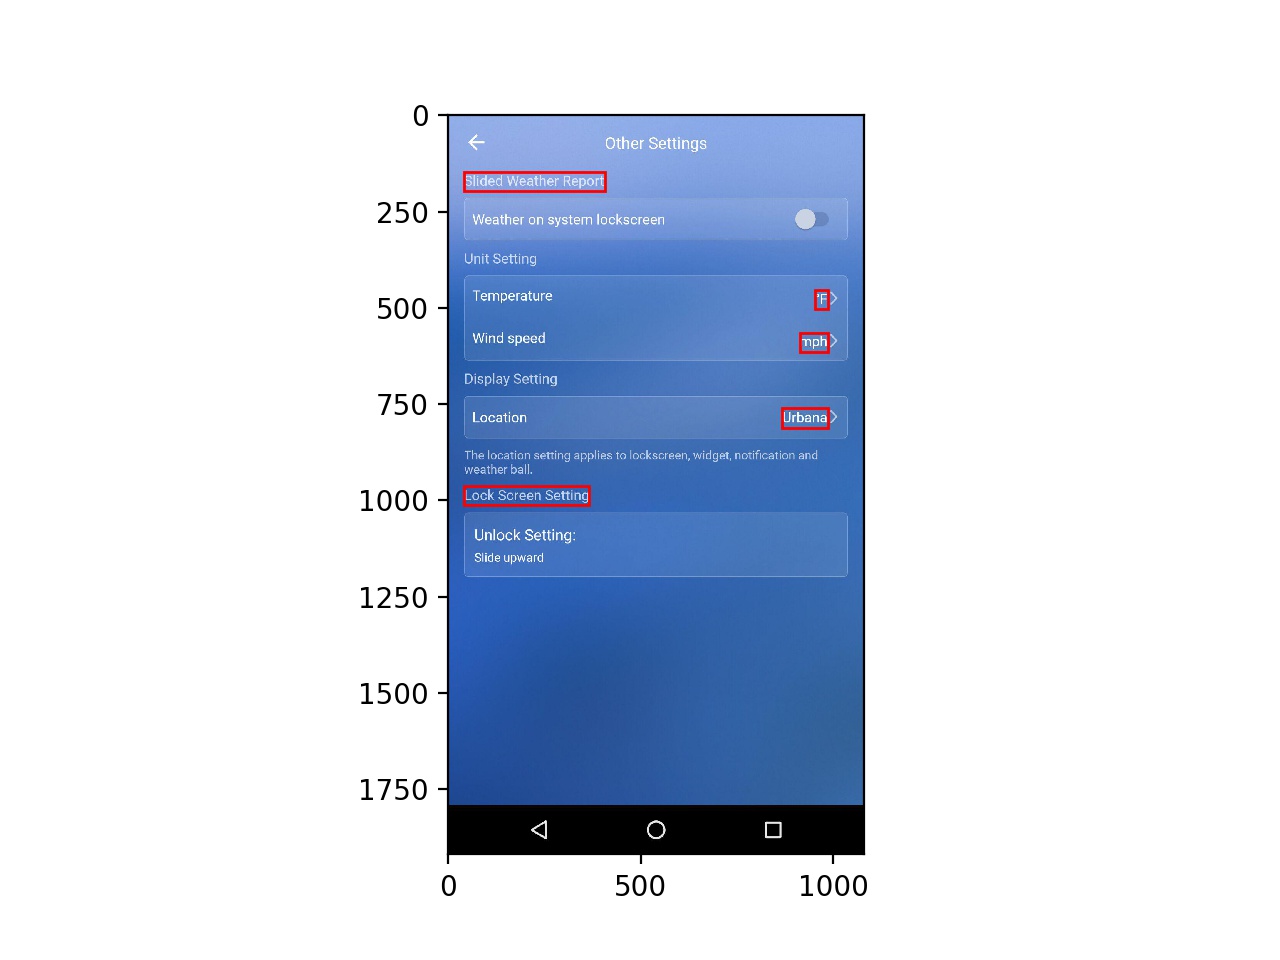 0
Other Settings
Slided Weather Report
250
Weather on system lockscreen
Unit Setting
Temperature
°F
500
Wind speed
mph
Display Setting
750
Location
Urbana
The location setting applies to lockscreen, widget, notification and
weather ball.
Lock Screen Setting
1000
Unlock Setting:
Slide upward
1250
1500
1750
0
500
1000